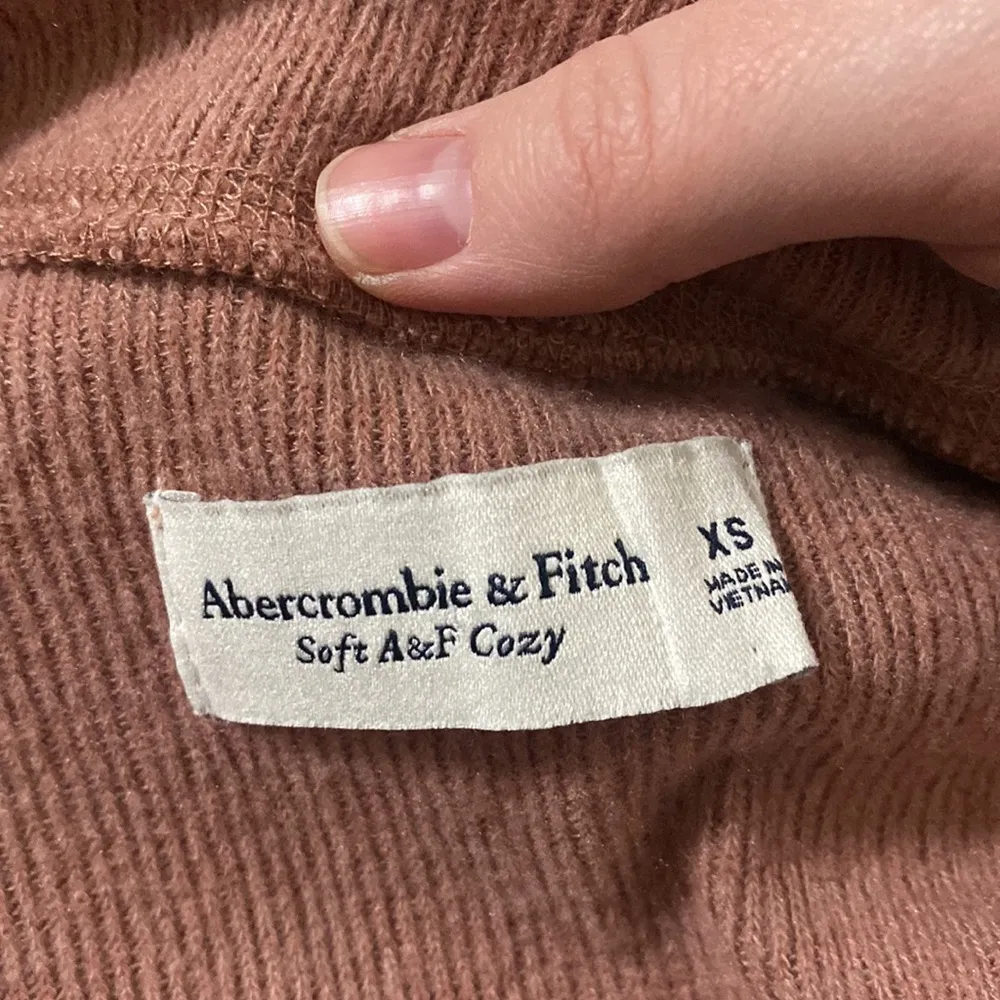 Abercrombie & Fitch
Soft A&F Cozy
XS
MADE IN
VIETNAM